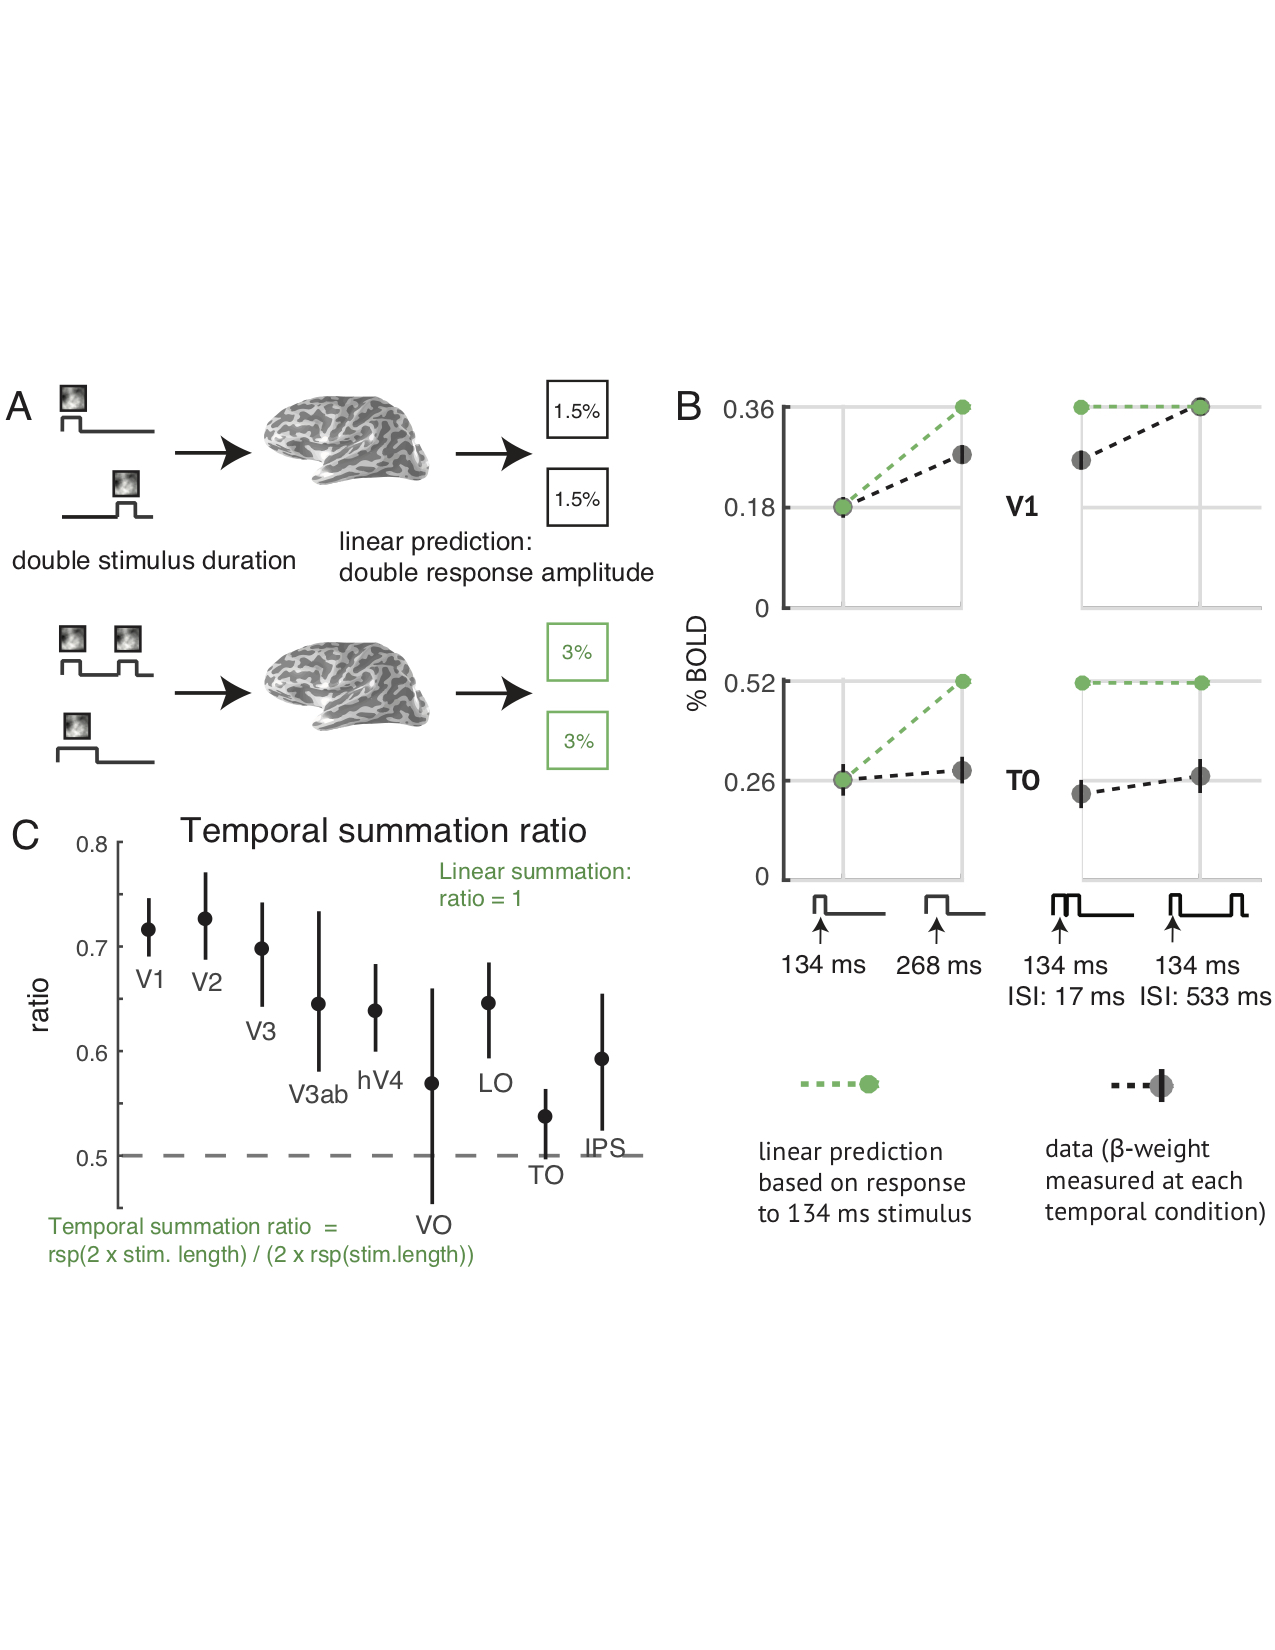 A
1.5%
1.5%
double stimulus duration
linear prediction:
double response amplitude
3%
3%
B
% BOLD
0.36
0.18
0
V1
0.52
0.26
0
TO
134 ms
268 ms
134 ms
ISI: 17 ms
134 ms
ISI: 533 ms
linear prediction
based on response
to 134 ms stimulus
data (β-weight
measured at each
temporal condition)
C
Temporal summation ratio
Linear summation:
ratio = 1
ratio
0.8
0.7
0.6
0.5
V1
V2
V3
V3ab
hV4
VO
LO
TO
IPS
Temporal summation ratio =
rsp(2 x stim. length) / (2 x rsp(stim.length))